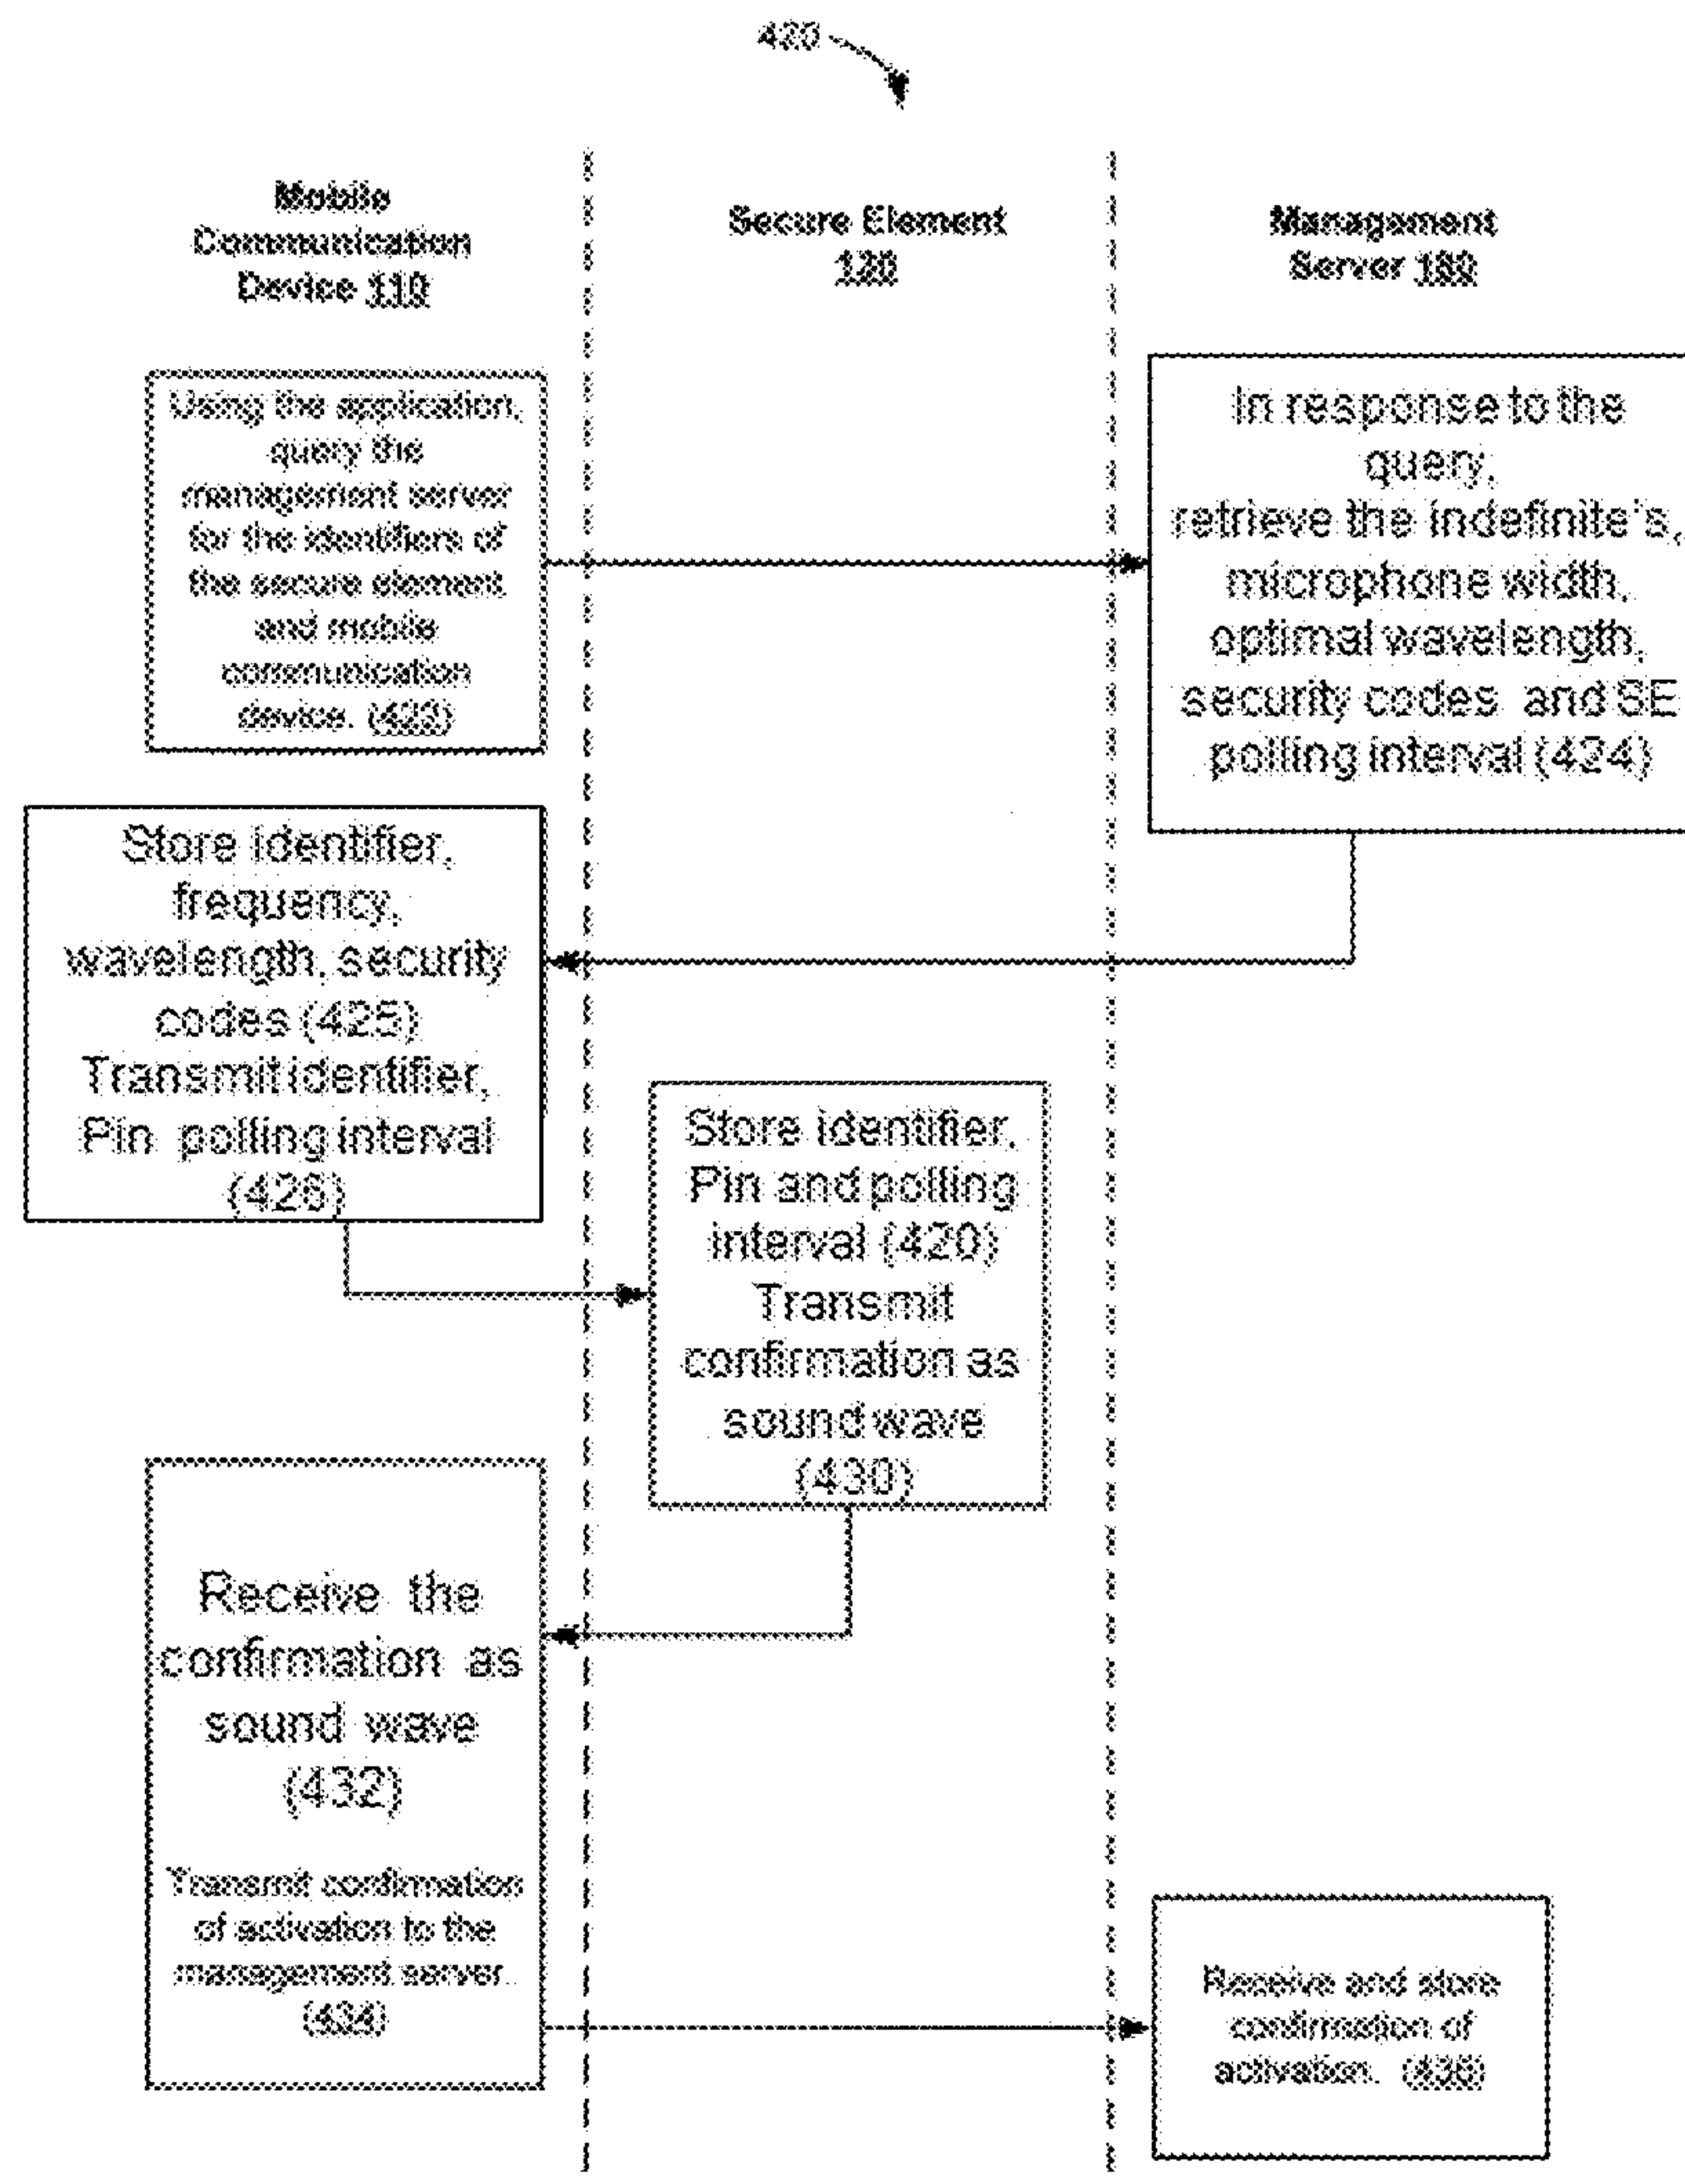 420
Mobile
Communication
Device 110
Secure Element
120
Management
Server 180
Using the application,
query the
management server
for the identifiers of
the secure element
and mobile
communication
device. (422)
In response to the
query,
retrieve the indefinite's,
microphone width,
optimal wavelength,
security codes and SE
polling interval (424)
Store identifier,
frequency,
wavelength, security
codes (425)
Transmit identifier,
Pin polling interval
(426)
Store identifier,
Pin and polling
interval (420)
Transmit
confirmation as
sound wave
(430)
Receive the
confirmation as
sound wave
(432)
Transmit confirmation
of activation to the
management server.
(434)
Receive and store
confirmation of
activation. (436)